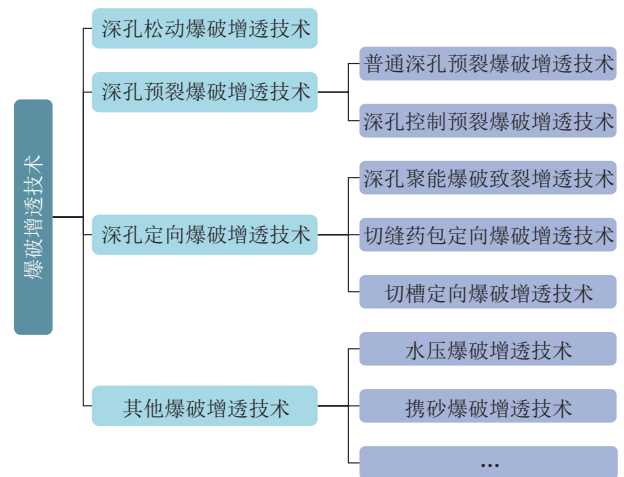 爆破增透技术
深孔松动爆破增透技术
深孔预裂爆破增透技术
普通深孔预裂爆破增透技术
深孔控制预裂爆破增透技术
深孔定向爆破增透技术
深孔聚能爆破致裂增透技术
切缝药包定向爆破增透技术
切槽定向爆破增透技术
其他爆破增透技术
水压爆破增透技术
携砂爆破增透技术
…